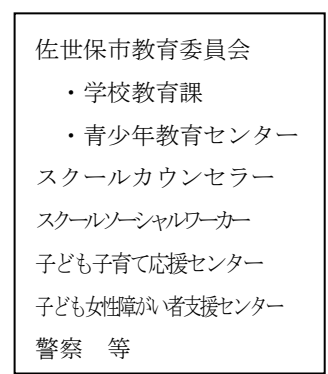 佐世保市教育委員会
・学校教育課
・青少年教育センター
スクールカウンセラー
スクールソーシャルワーカー
子ども子育て応援センター
子ども女性障がい者支援センター
警察　等